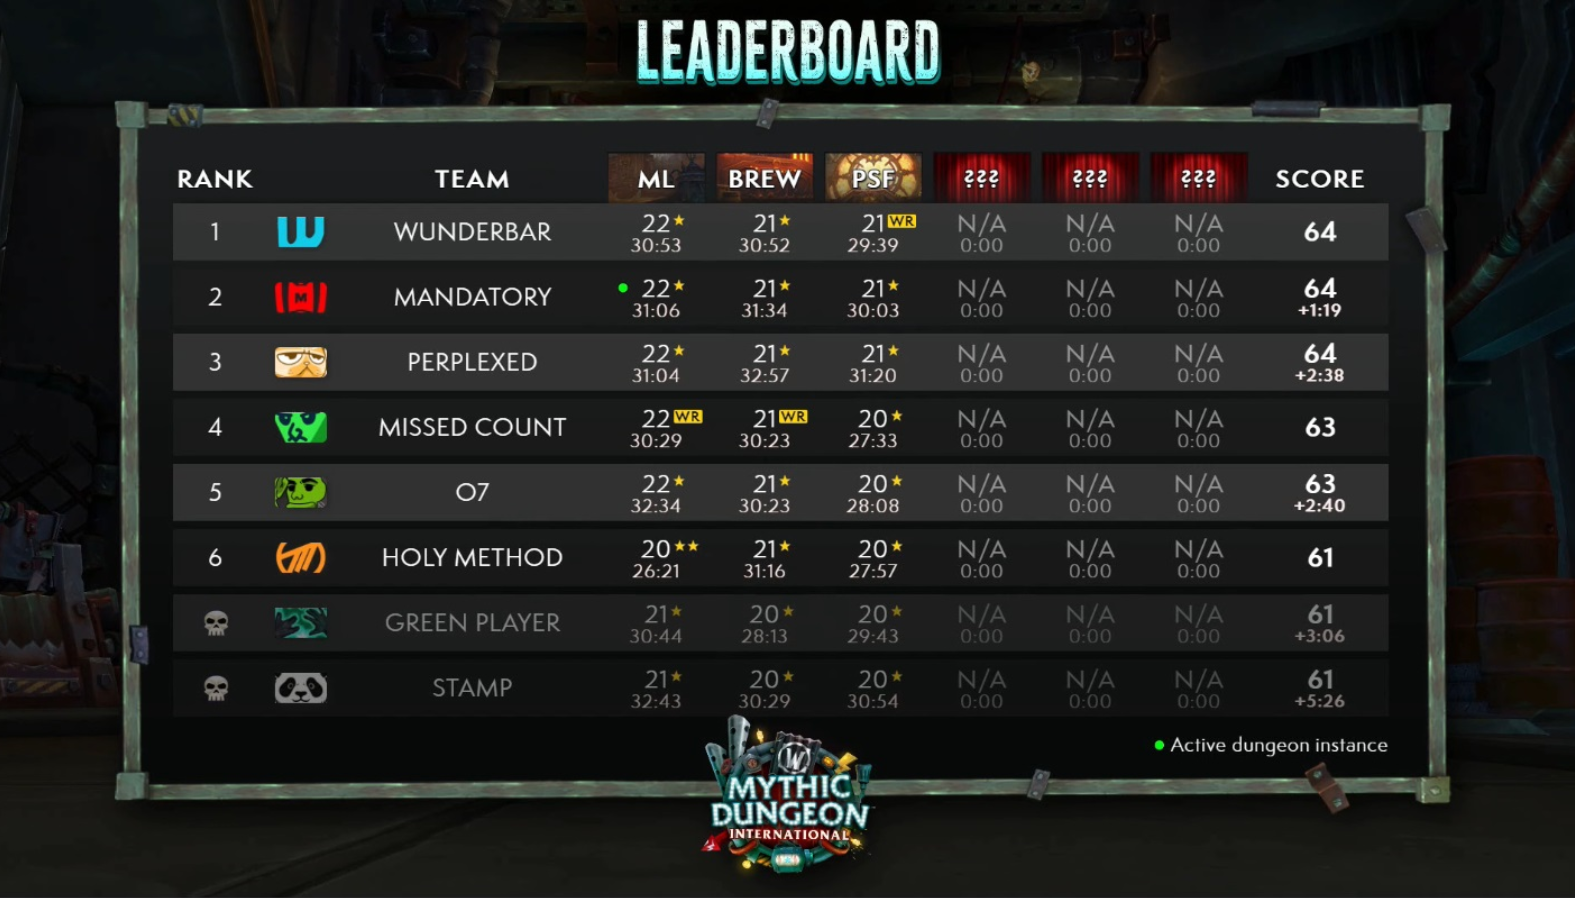 LEADERBOARD
RANK TEAM ML BREW PSF ??? ??? ??? SCORE
1 WUNDERBAR 22 21 21 WR N/A N/A N/A 64
30:53 30:52 29:39 0:00 0:00 0:00
2 MANDATORY 22 21 21 N/A N/A N/A 64
31:06 31:34 30:03 0:00 0:00 0:00 +1:19
3 PERPLEXED 22 21 21 N/A N/A N/A 64
31:04 32:57 31:20 0:00 0:00 0:00 +2:38
4 MISSED COUNT 22 WR 21 WR 20 N/A N/A N/A 63
30:29 30:23 27:33 0:00 0:00 0:00
5 O7 22 21 20 N/A N/A N/A 63
32:34 30:23 28:08 0:00 0:00 0:00 +2:40
6 HOLY METHOD 20 21 20 N/A N/A N/A 61
26:21 31:16 27:57 0:00 0:00 0:00
GREEN PLAYER 21 20 20 N/A N/A N/A 61
30:44 28:13 29:43 0:00 0:00 0:00 +3:06
STAMP 21 20 20 N/A N/A N/A 61
32:43 30:29 30:54 0:00 0:00 0:00 +5:26
Active dungeon instance
W
MYTHIC
DUNGEON
INTERNATIONAL